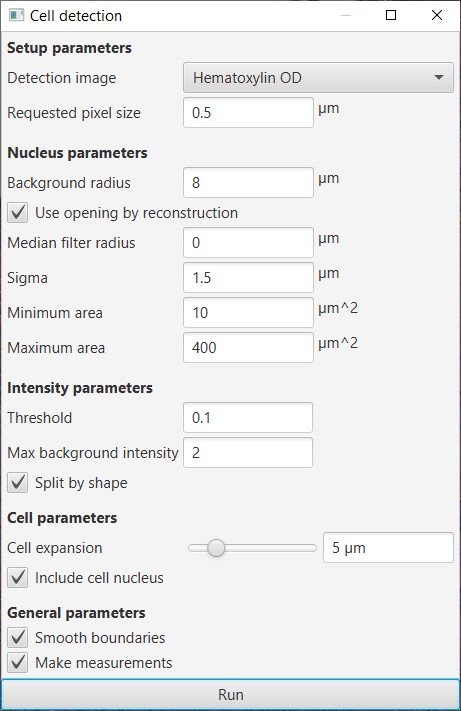 Cell detection
Setup parameters
Detection image Hematoxylin OD
Requested pixel size 0.5 µm
Nucleus parameters
Background radius 8 µm
Use opening by reconstruction
Median filter radius 0 µm
Sigma 1.5 µm
Minimum area 10 µm^2
Maximum area 400 µm^2
Intensity parameters
Threshold 0.1
Max background intensity 2
Split by shape
Cell parameters
Cell expansion 5 µm
Include cell nucleus
General parameters
Smooth boundaries
Make measurements
Run